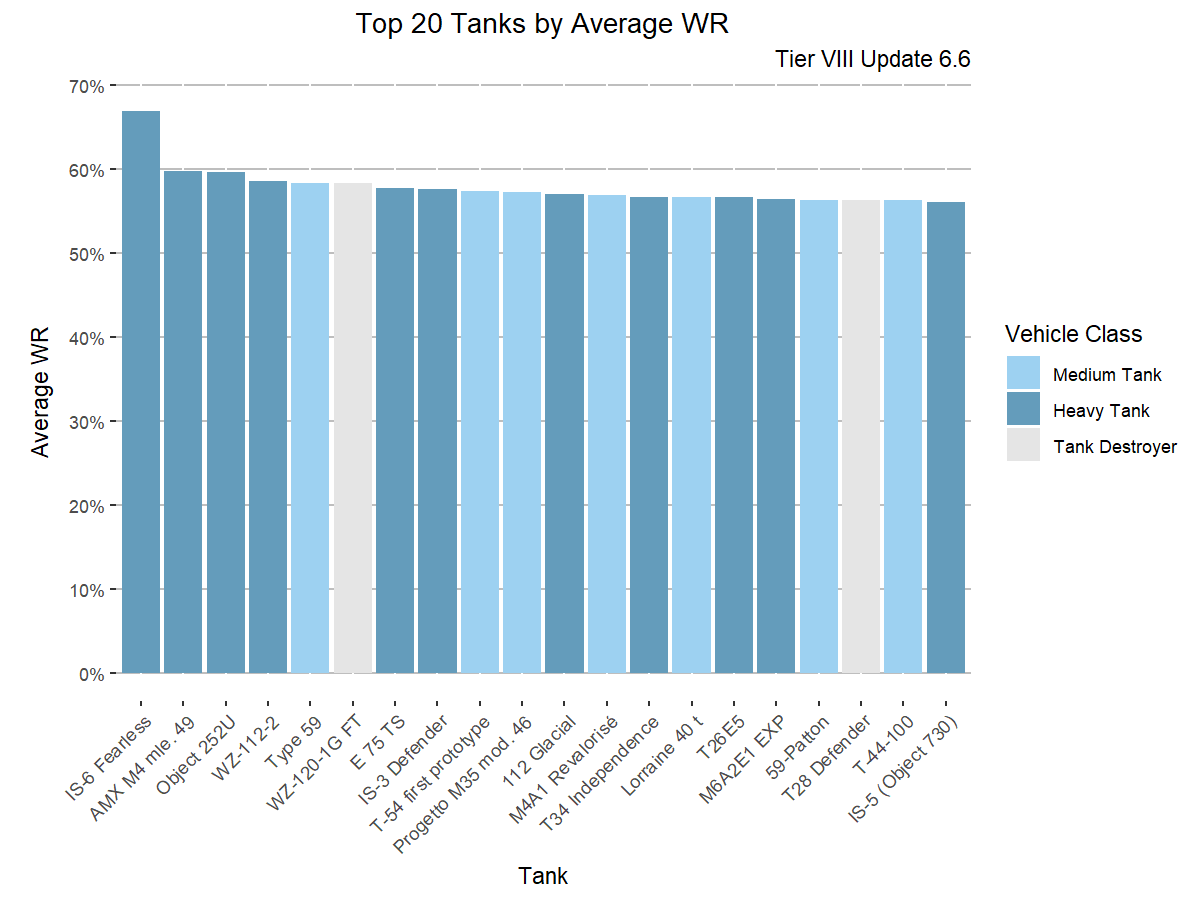 Top 20 Tanks by Average WR
Tier VIII Update 6.6
70%
60%
50%
40%
30%
20%
10%
0%
Average WR
IS-6 Fearless
AMX M4 mle. 49
Object 252U
WZ-112-2
Type 59
WZ-120-1G FT
E 75 TS
IS-3 Defender
T-54 first prototype
Progetto M35 mod. 46
112 Glacial
M4A1 Revalorisé
T34 Independence
Lorraine 40 t
T26E5
M6A2E1 EXP
59-Patton
T28 Defender
T-44-100
IS-5 (Object 730)
Tank
Vehicle Class
Medium Tank
Heavy Tank
Tank Destroyer